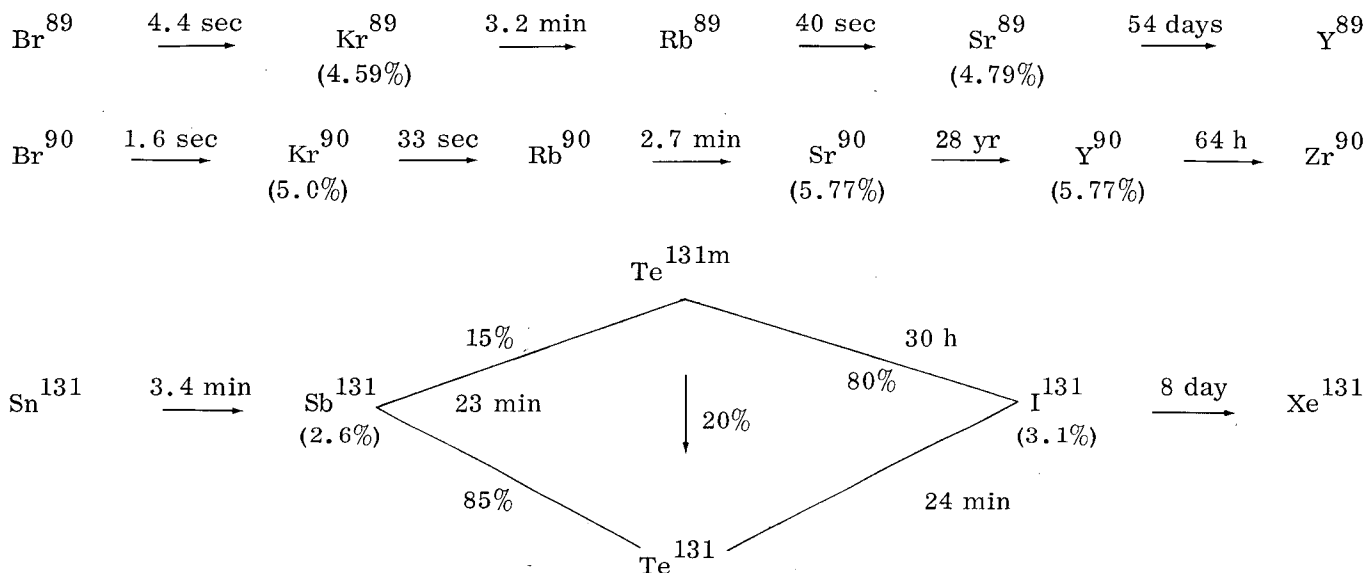 Br⁸⁹ 4.4 sec Kr⁸⁹ 3.2 min Rb⁸⁹ 40 sec Sr⁸⁹ 54 days Y⁸⁹
(4.59%) (4.79%)
Br⁹⁰ 1.6 sec Kr⁹⁰ 33 sec Rb⁹⁰ 2.7 min Sr⁹⁰ 28 yr Y⁹⁰ 64 h Zr⁹⁰
(5.0%) (5.77%) (5.77%)
Te¹³¹ᵐ
15% 30 h
80%
Sn¹³¹ 3.4 min Sb¹³¹ 23 min 20% I¹³¹ 8 day Xe¹³¹
(2.6%) (3.1%)
85% 24 min
Te¹³¹